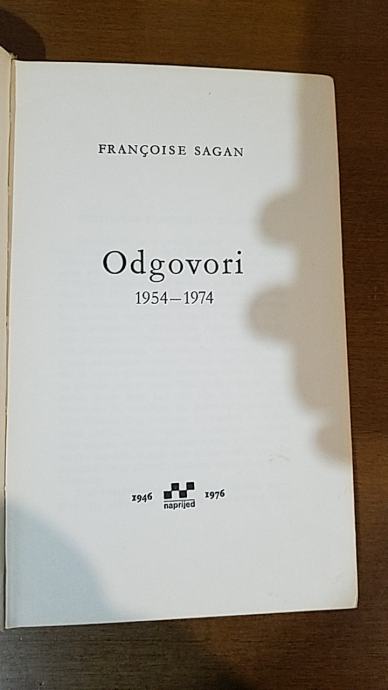 FRANÇOISE SAGAN
Odgovori
1954—1974
1946 naprijed 1976